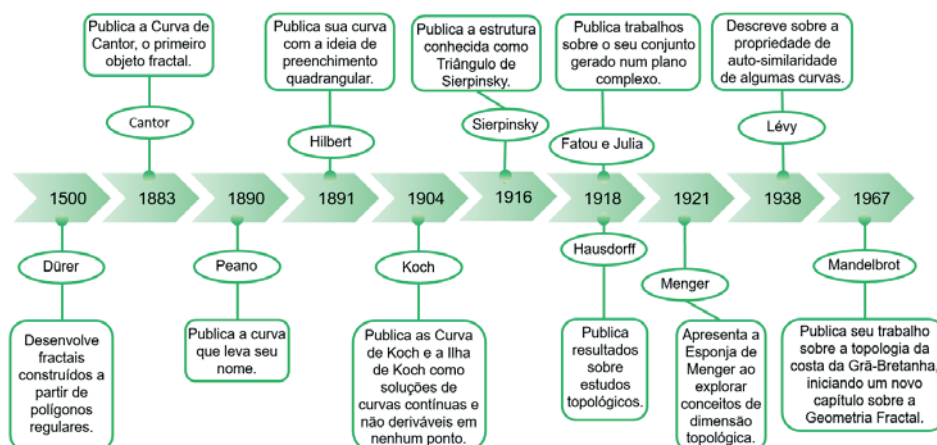 Publica a Curva de
Cantor, o primeiro
objeto fractal.
Cantor
Publica sua curva
com a ideia de
preenchimento
quadrangular.
Hilbert
Publica a estrutura
conhecida como
Triângulo de
Sierpinsky.
Sierpinsky
Publica trabalhos
sobre o seu conjunto
gerado num plano
complexo.
Fatou e Julia
Descreve sobre a
propriedade de
auto-similaridade
de algumas curvas.
Lévy
1500
1883
1890
1891
1904
1916
1918
1921
1938
1967
Dürer
Desenvolve
fractais
construídos a
partir de
polígonos
regulares.
Peano
Publica a curva
que leva seu
nome.
Koch
Publica as Curva
de Koch e a Ilha
de Koch como
soluções de
curvas contínuas e
não deriváveis em
nenhum ponto.
Hausdorff
Publica
resultados
sobre
estudos
topológicos.
Menger
Apresenta a
Esponja de
Menger ao
explorar
conceitos de
dimensão
topológica.
Mandelbrot
Publica seu trabalho
sobre a topologia da
costa da Grã-Bretanha,
iniciando um novo
capítulo sobre a
Geometria Fractal.